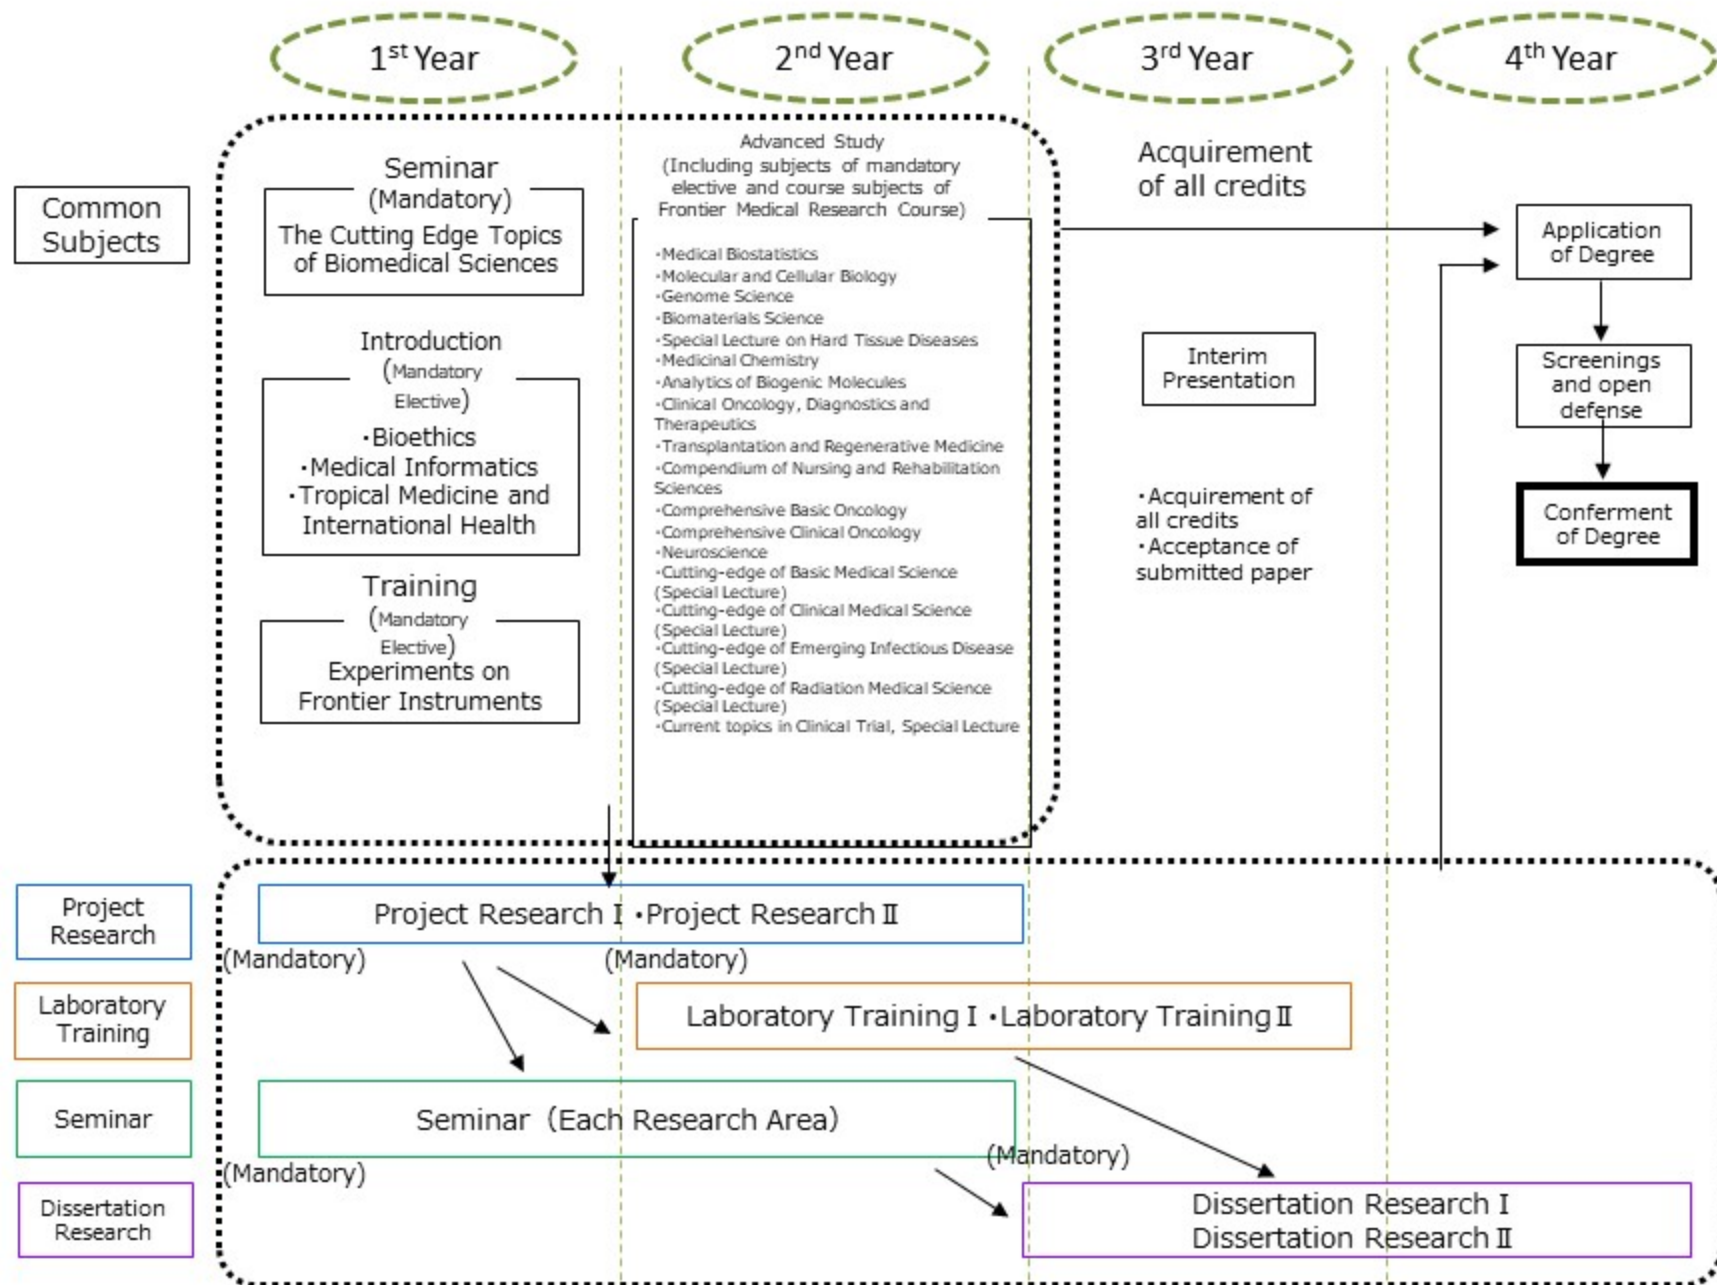 1st Year
2nd Year
3rd Year
4th Year
Common
Subjects
Seminar
(Mandatory)
The Cutting Edge Topics
of Biomedical Sciences
Introduction
(Mandatory
Elective)
・Bioethics
・Medical Informatics
・Tropical Medicine and
International Health
Training
(Mandatory
Elective)
Experiments on
Frontier Instruments
Advanced Study
(Including subjects of mandatory
elective and course subjects of
Frontier Medical Research Course)
・Medical Biostatistics
・Molecular and Cellular Biology
・Genome Science
・Biomaterials Science
・Special Lecture on Hard Tissue Diseases
・Medicinal Chemistry
・Analytics of Biogenic Molecules
・Clinical Oncology, Diagnostics and
Therapeutics
・Transplantation and Regenerative Medicine
・Compendium of Nursing and Rehabilitation
Sciences
・Comprehensive Basic Oncology
・Comprehensive Clinical Oncology
・Neuroscience
・Cutting-edge of Basic Medical Science
(Special Lecture)
・Cutting-edge of Clinical Medical Science
(Special Lecture)
・Cutting-edge of Emerging Infectious Disease
(Special Lecture)
・Cutting-edge of Radiation Medical Science
(Special Lecture)
・Current topics in Clinical Trial, Special Lecture
Acquirement
of all credits
Interim
Presentation
・Acquirement of
all credits
・Acceptance of
submitted paper
Application
of Degree
Screenings
and open
defense
Conferment
of Degree
Project
Research
Project Research Ⅰ ・Project Research Ⅱ
(Mandatory)
(Mandatory)
Laboratory
Training
Laboratory Training Ⅰ ・Laboratory Training Ⅱ
Seminar
Seminar（Each Research Area）
(Mandatory)
(Mandatory)
Dissertation
Research
Dissertation Research Ⅰ
Dissertation Research Ⅱ